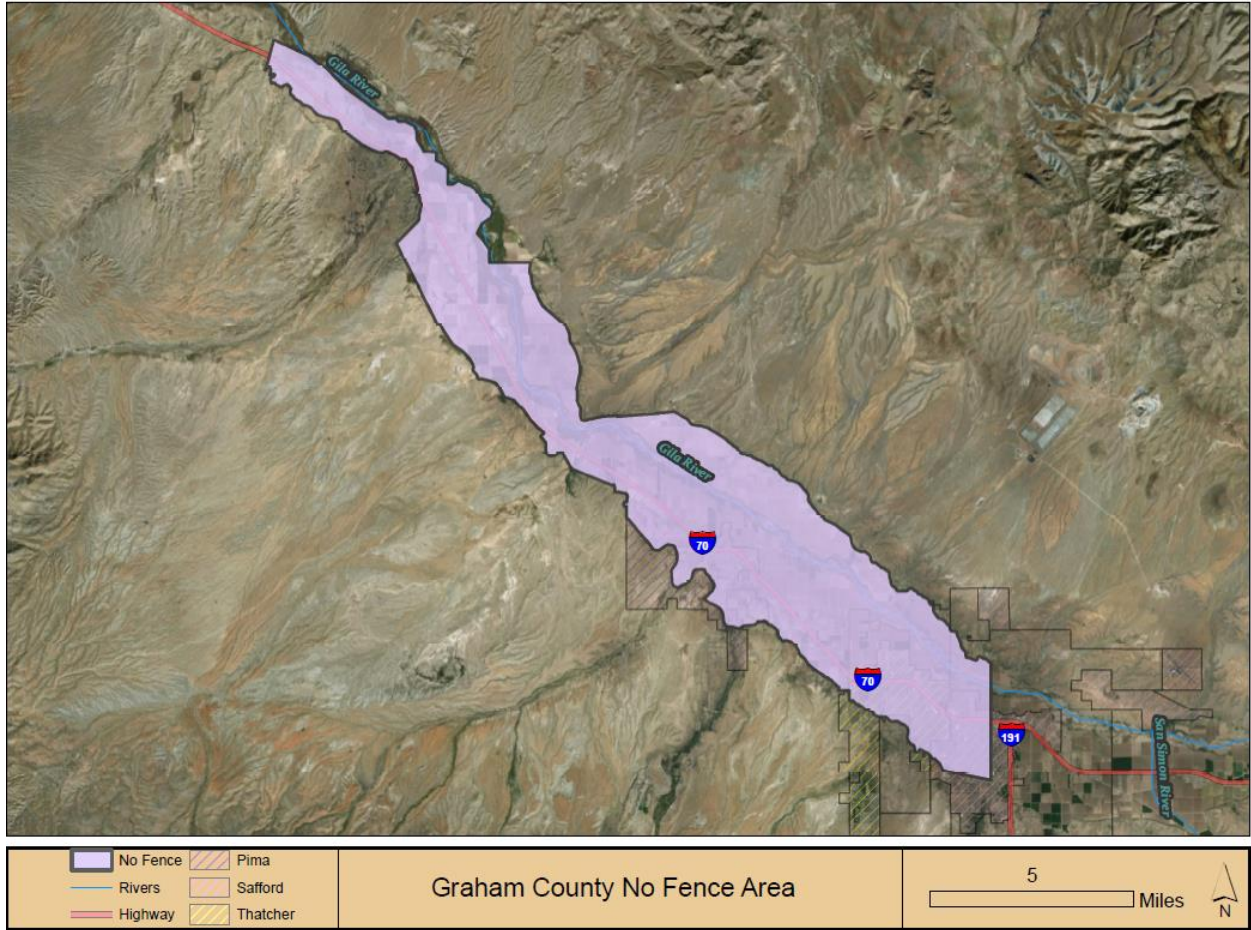 Gila River
Gila River
70
70
191
San Simon River
No Fence
Rivers
Highway
Pima
Safford
Thatcher
Graham County No Fence Area
5
Miles
N